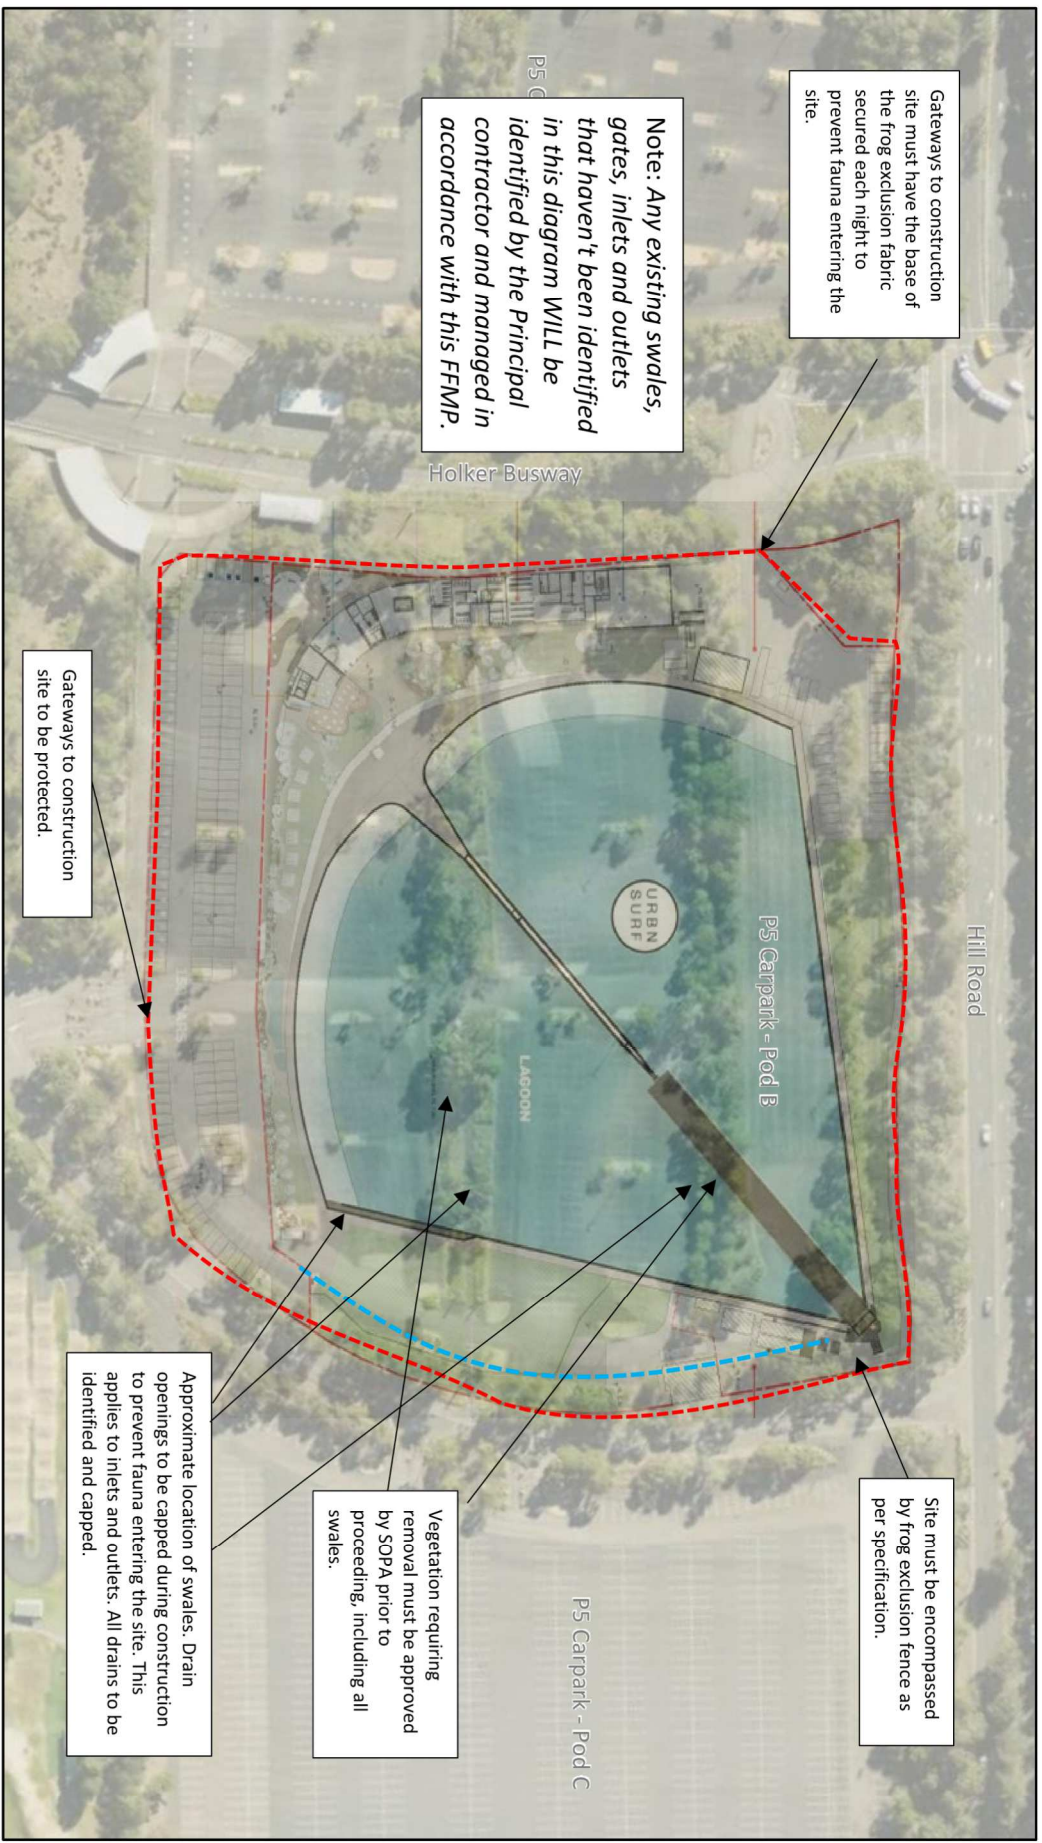 Gateways to construction
site must have the base of
the frog exclusion fabric
secured each night to
prevent fauna entering the
site.
P5 C
Note: Any existing swales,
gates, inlets and outlets
that haven't been identified
in this diagram WILL be
identified by the Principal
contractor and managed in
accordance with this FFMP.
Holker Busway
Hill Road
Gateways to construction
site to be protected.
URBN
SURF
P5 Carpark - Pod B
LAGOON
Site must be encompassed
by frog exclusion fence as
per specification.
Vegetation requiring
removal must be approved
by SOPA prior to
proceeding, including all
swales.
P5 Carpark - Pod C
Approximate location of swales. Drain
openings to be capped during construction
to prevent fauna entering the site. This
applies to inlets and outlets. All drains to be
identified and capped.